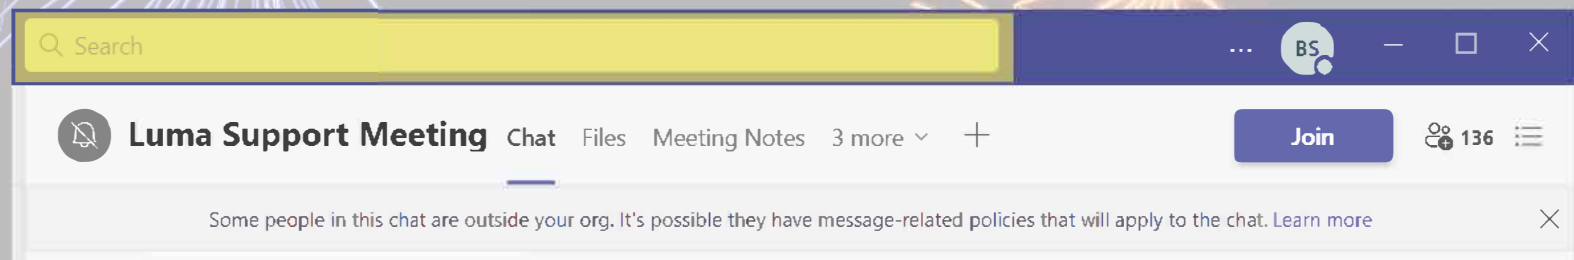 Search
... BS
Luma Support Meeting Chat Files Meeting Notes 3 more Join 136
Some people in this chat are outside your org. It's possible they have message-related policies that will apply to the chat. Learn more